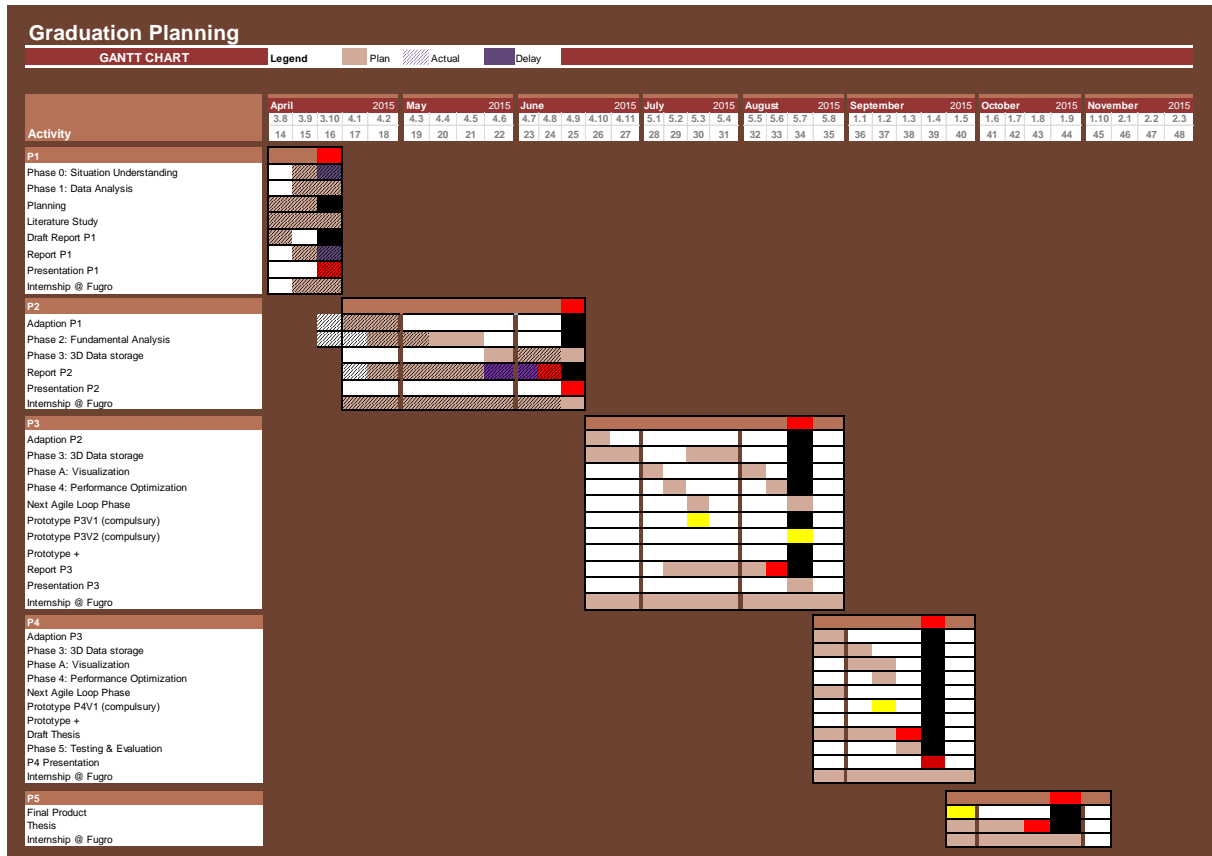 Graduation Planning
GANTT CHART Legend Plan Actual Delay
April 2015 May 2015 June 2015 July 2015 August 2015 September 2015 October 2015 November 2015
3.8 3.9 3.10 4.1 4.2 4.3 4.4 4.5 4.6 4.7 4.8 4.9 4.10 4.11 5.1 5.2 5.3 5.4 5.5 5.6 5.7 5.8 1.1 1.2 1.3 1.4 1.5 1.6 1.7 1.8 1.9 1.10 2.1 2.2 2.3
Activity 14 15 16 17 18 19 20 21 22 23 24 25 26 27 28 29 30 31 32 33 34 35 36 37 38 39 40 41 42 43 44 45 46 47 48
P1
Phase 0: Situation Understanding
Phase 1: Data Analysis
Planning
Literature Study
Draft Report P1
Report P1
Presentation P1
Internship @ Fugro
P2
Adaption P1
Phase 2: Fundamental Analysis
Phase 3: 3D Data storage
Report P2
Presentation P2
Internship @ Fugro
P3
Adaption P2
Phase 3: 3D Data storage
Phase A: Visualization
Phase 4: Performance Optimization
Next Agile Loop Phase
Prototype P3V1 (compulsury)
Prototype P3V2 (compulsury)
Prototype +
Report P3
Presentation P3
Internship @ Fugro
P4
Adaption P3
Phase 3: 3D Data storage
Phase A: Visualization
Phase 4: Performance Optimization
Next Agile Loop Phase
Prototype P4V1 (compulsury)
Prototype +
Draft Thesis
Phase 5: Testing & Evaluation
P4 Presentation
Internship @ Fugro
P5
Final Product
Thesis
Internship @ Fugro